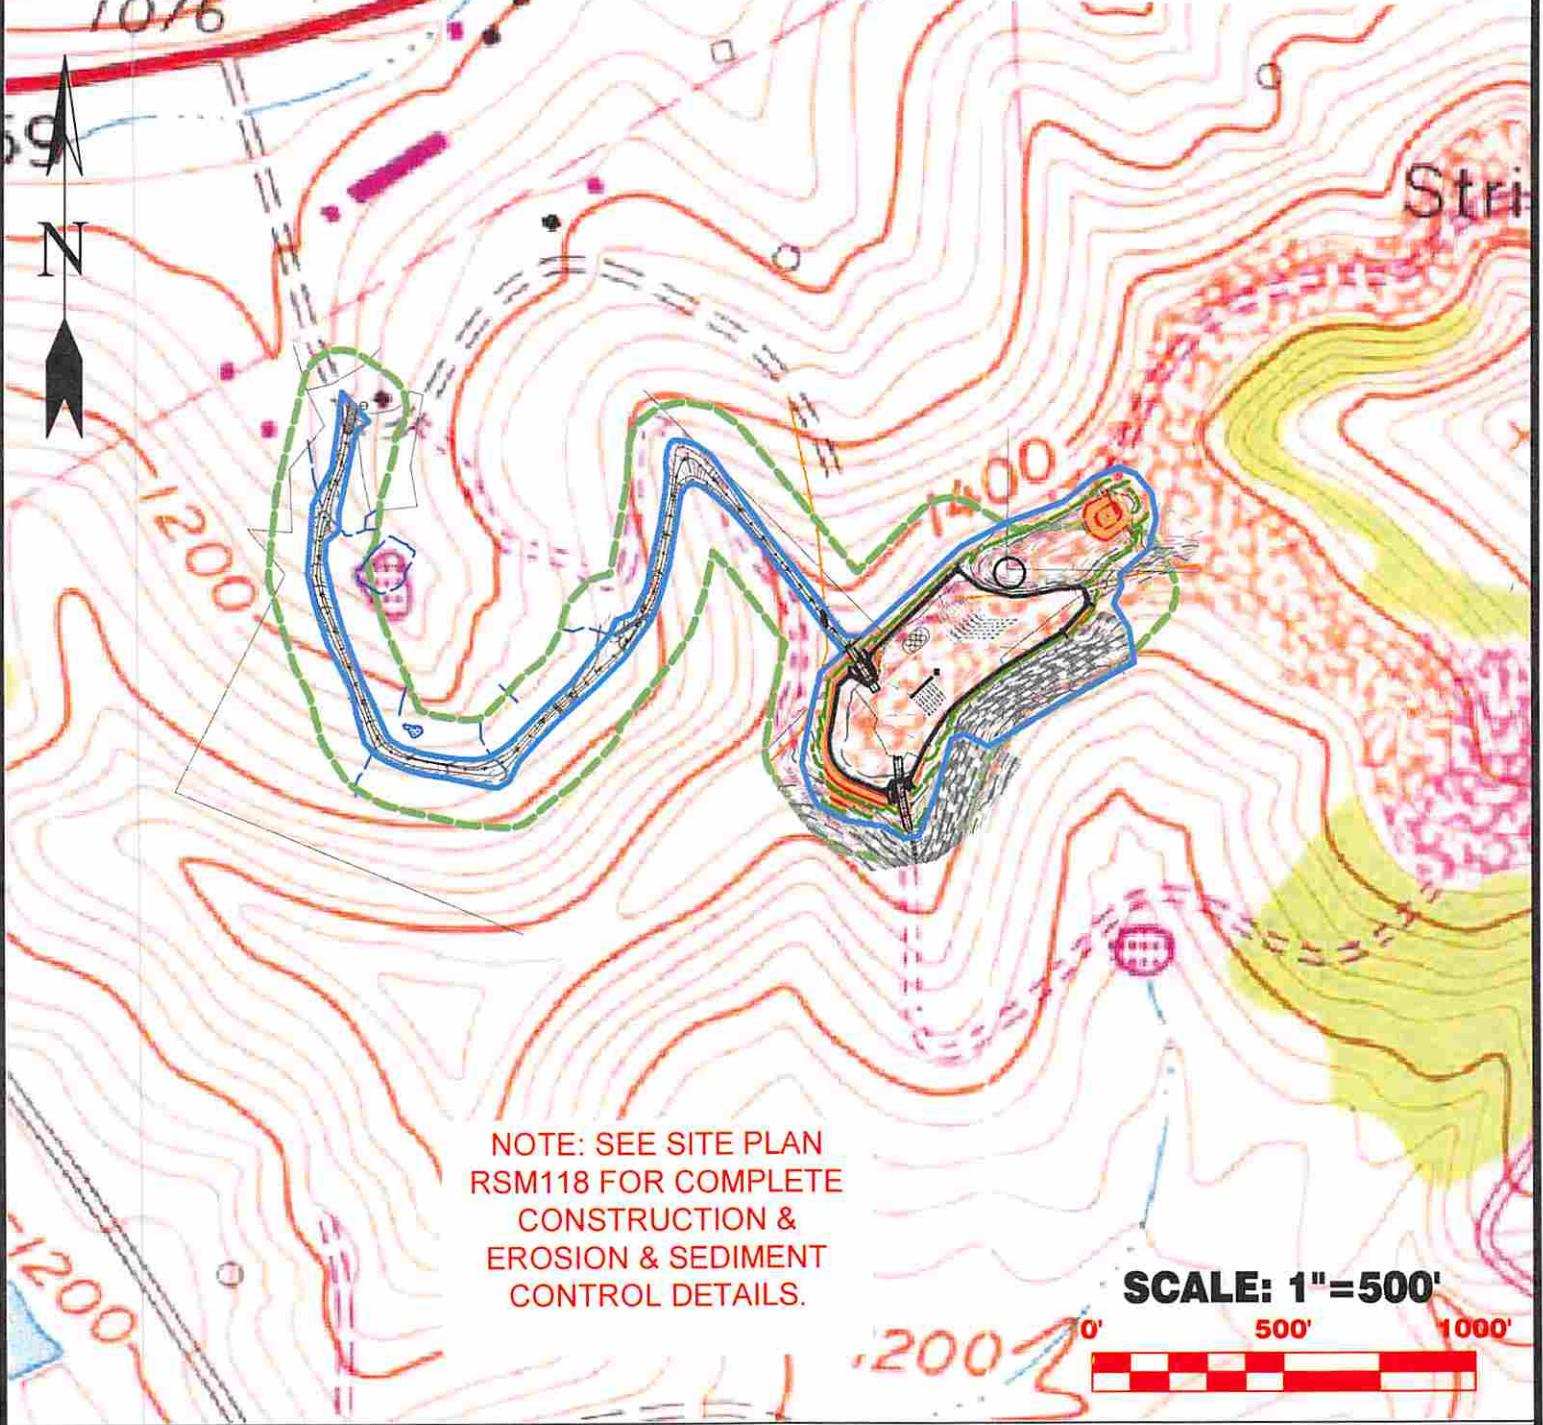 1076
N
1200
1400
NOTE: SEE SITE PLAN
RSM118 FOR COMPLETE
CONSTRUCTION &
EROSION & SEDIMENT
CONTROL DETAILS.
1200
SCALE: 1"=500'
0' 500' 1000'
1200